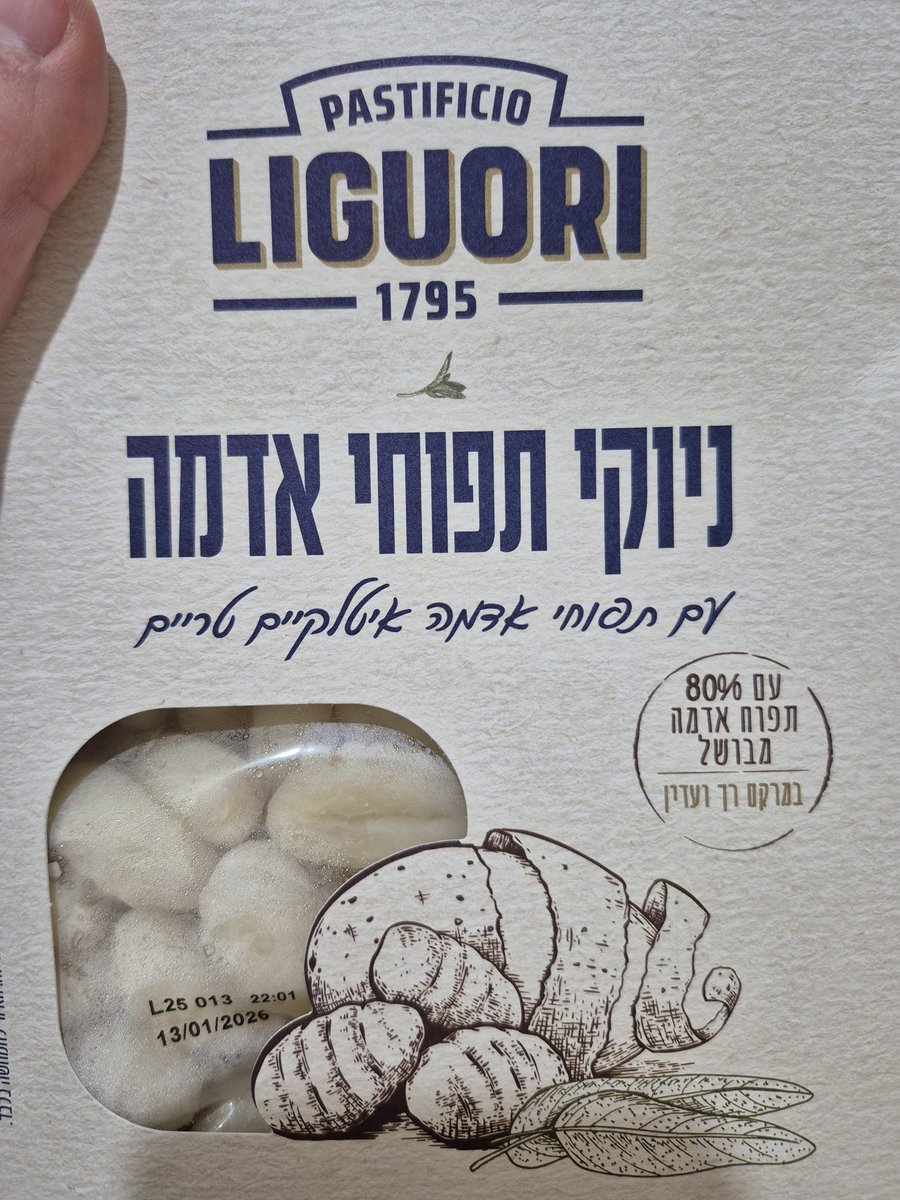 PASTIFICIO
LIGUORI
1795
ניוקי תפוחי אדמה
עם תפוחי אדמה איטלקיים טריים
עם 80%
תפוח אדמה
מבושל
במרקם רך ועדין
L25 013 22:01
13/01/2026